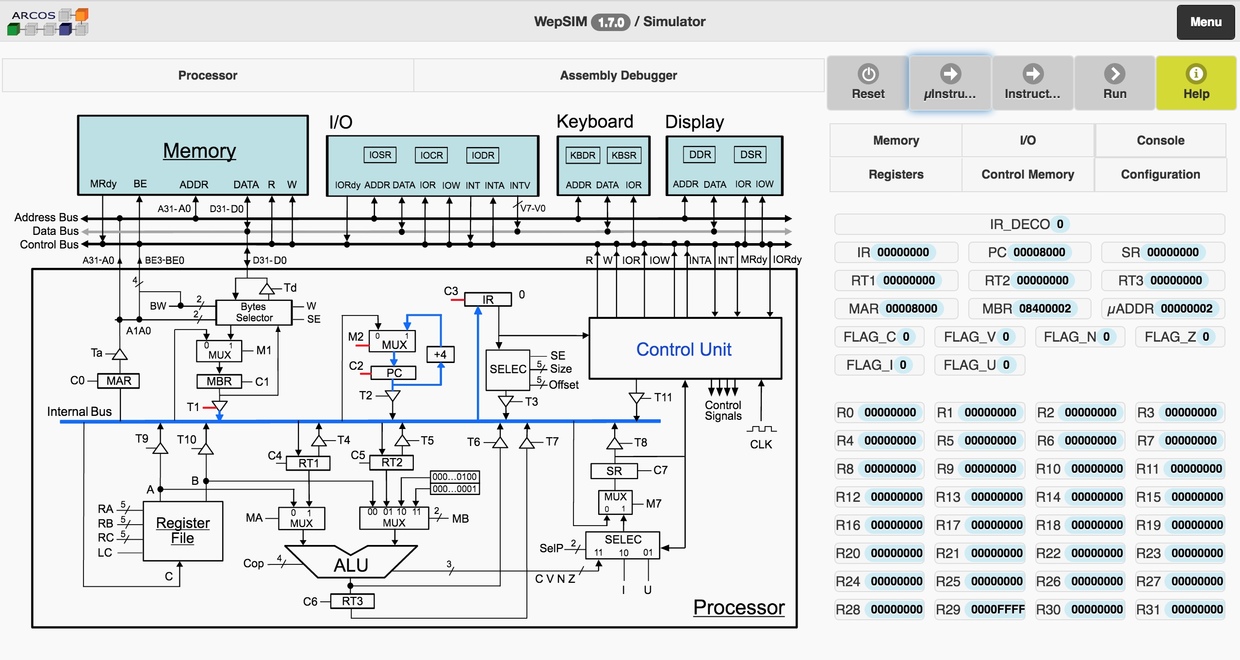 ARCOS
WepSIM 1.7.0 / Simulator
Menu
Processor
Assembly Debugger
Reset
µInstru...
Instruct...
Run
Help
Memory
I/O
Console
Registers
Control Memory
Configuration
Memory
MRdy BE ADDR DATA R W
I/O
IOSR IOCR IODR
IORdy ADDR DATA IOR IOW INT INTA INTV
Keyboard
KBDR KBSR
ADDR DATA IOR
Display
DDR DSR
ADDR DATA IOR IOW
A31-A0 D31-D0
V7-V0
Address Bus
Data Bus
Control Bus
A31-A0 BE3-BE0 D31-D0
R W IOR IOW INTA INT MRdy IORdy
4
Td
BW
2
Bytes
Selector
W
SE
2
A1A0
Ta
0 1
MUX
M1
C0
MAR
MBR
C1
T1
C3
IR
0
M2
0 1
MUX
C2
PC
+4
T2
SELEC
SE
5
Size
5
Offset
T3
Control Unit
T11
Control
Signals
CLK
Internal Bus
T9
T10
T4
T5
T6
T7
T8
C4
RT1
C5
RT2
000...0100
000...0001
SR
C7
A
B
MUX
0 1
M7
RA
5
RB
5
RC
5
LC
Register
File
C
MA
0 1
MUX
00 01 10 11
MUX
2
MB
SelP
2
SELEC
11 10 01
Cop
4
ALU
3
C V N Z
I U
C6
RT3
Processor
IR_DECO 0
IR 00000000
PC 00008000
SR 00000000
RT1 00000000
RT2 00000000
RT3 00000000
MAR 00008000
MBR 08400002
µADDR 00000002
FLAG_C 0
FLAG_V 0
FLAG_N 0
FLAG_Z 0
FLAG_I 0
FLAG_U 0
R0 00000000
R1 00000000
R2 00000000
R3 00000000
R4 00000000
R5 00000000
R6 00000000
R7 00000000
R8 00000000
R9 00000000
R10 00000000
R11 00000000
R12 00000000
R13 00000000
R14 00000000
R15 00000000
R16 00000000
R17 00000000
R18 00000000
R19 00000000
R20 00000000
R21 00000000
R22 00000000
R23 00000000
R24 00000000
R25 00000000
R26 00000000
R27 00000000
R28 00000000
R29 0000FFFF
R30 00000000
R31 00000000